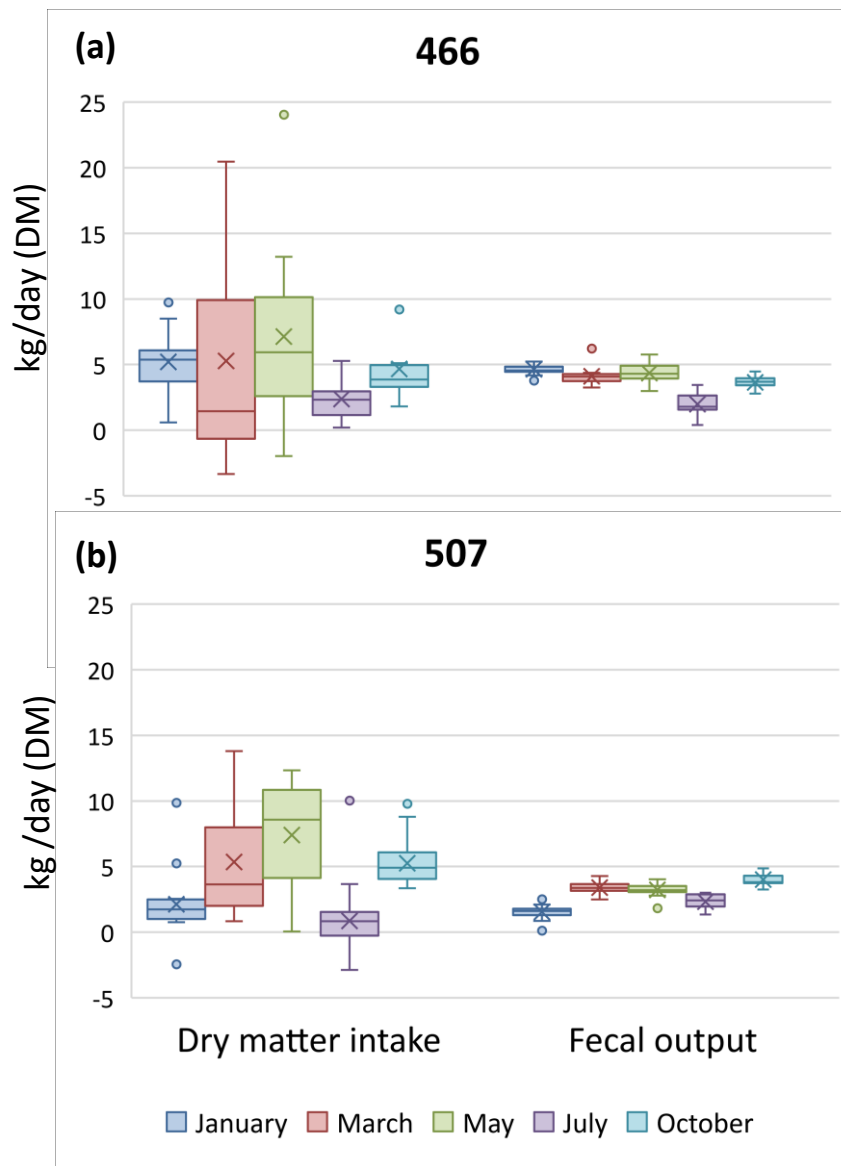 (a)
466
kg/day (DM)
25
20
15
10
5
0
-5
(b)
507
kg /day (DM)
25
20
15
10
5
0
-5
Dry matter intake Fecal output
January March May July October